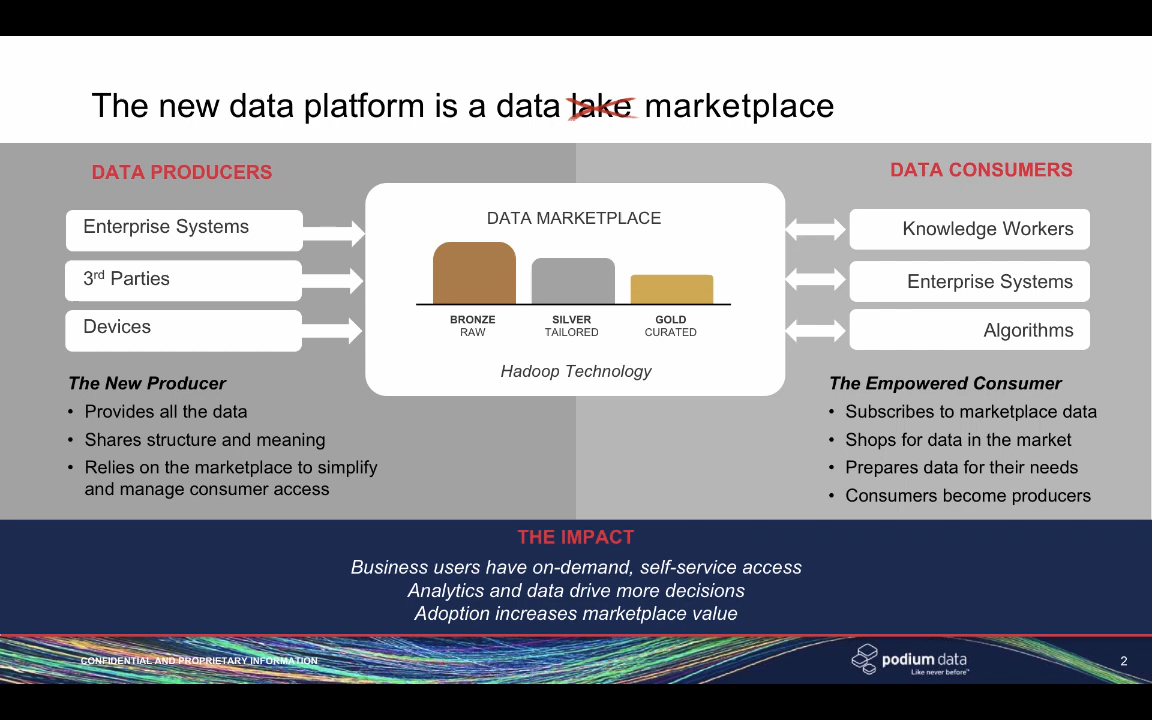 The new data platform is a data lake marketplace
DATA PRODUCERS
Enterprise Systems
3rd Parties
Devices
The New Producer
• Provides all the data
• Shares structure and meaning
• Relies on the marketplace to simplify
and manage consumer access
DATA MARKETPLACE
BRONZE
RAW
SILVER
TAILORED
GOLD
CURATED
Hadoop Technology
DATA CONSUMERS
Knowledge Workers
Enterprise Systems
Algorithms
The Empowered Consumer
• Subscribes to marketplace data
• Shops for data in the market
• Prepares data for their needs
• Consumers become producers
THE IMPACT
Business users have on-demand, self-service access
Analytics and data drive more decisions
Adoption increases marketplace value
CONFIDENTIAL AND PROPRIETARY INFORMATION
podium data
Like never before™
2